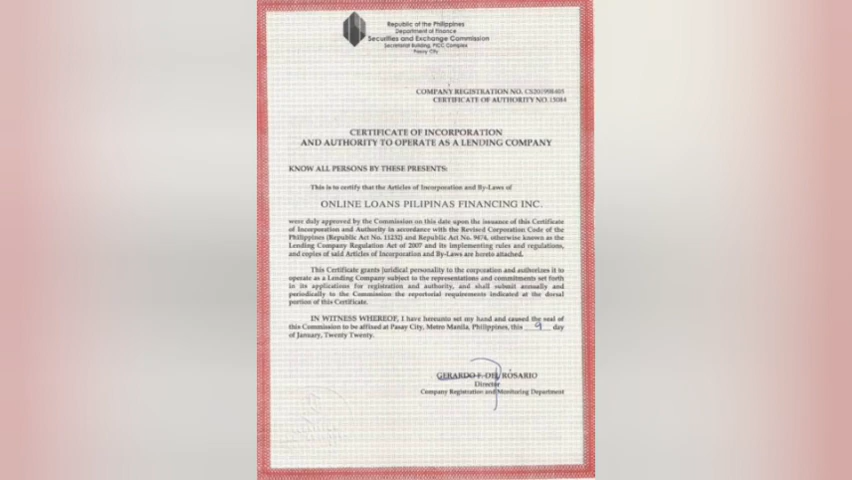 Republic of the Philippines
Department of Finance
Securities and Exchange Commission
Secretariat Building, PICC Complex
Pasay City
COMPANY REGISTRATION NO. CS201998405
CERTIFICATE OF AUTHORITY NO.13084
CERTIFICATE OF INCORPORATION
AND AUTHORITY TO OPERATE AS A LENDING COMPANY
KNOW ALL PERSONS BY THESE PRESENTS:
This is to certify that the Articles of Incorporation and By-Laws of
ONLINE LOANS PILIPINAS FINANCING INC.
were duly approved by the Commission on this date upon the issuance of this Certificate
of Incorporation and Authority in accordance with the Revised Corporation Code of the
Philippines (Republic Act No. 11232) and Republic Act No. 9474, otherwise known as the
Lending Company Regulation Act of 2007 and its implementing rules and regulations,
and copies of said Articles of Incorporation and By-Laws are hereto attached.
This Certificate grants juridical personality to the corporation and authorizes it to
operate as a Lending Company subject to the representations and commitments set forth
in its applications for registration and authority, and shall submit annually and
periodically to the Commission the reportorial requirements indicated at the dorsal
portion of this Certificate.
IN WITNESS WHEREOF, I have hereunto set my hand and caused the seal of
this Commission to be affixed at Pasay City, Metro Manila, Philippines, this 9 day
of January, Twenty Twenty.
GERARDO F. DEL ROSARIO
Director
Company Registration and Monitoring Department